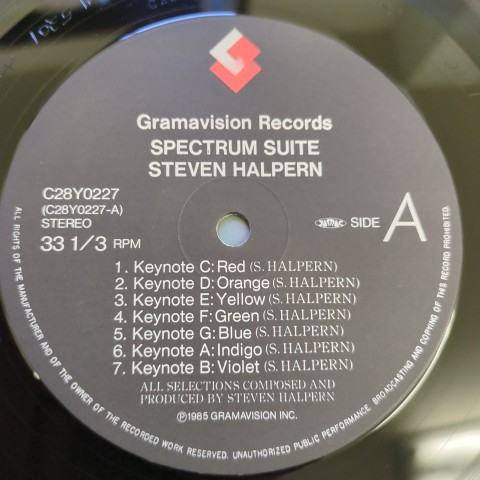 Gramavision Records
SPECTRUM SUITE
STEVEN HALPERN
C28Y0227
(C28Y0227-A)
STEREO
33 1/3 RPM
SIDE A
1. Keynote C: Red (S. HALPERN)
2. Keynote D: Orange (S. HALPERN)
3. Keynote E: Yellow (S. HALPERN)
4. Keynote F: Green (S. HALPERN)
5. Keynote G: Blue (S. HALPERN)
6. Keynote A: Indigo (S. HALPERN)
7. Keynote B: Violet (S. HALPERN)
ALL SELECTIONS COMPOSED AND
PRODUCED BY STEVEN HALPERN
Ⓟ1985 GRAMAVISION INC.
ALL RIGHTS OF THE MANUFACTURER AND OF THE OWNER OF THE RECORDED WORK RESERVED. UNAUTHORIZED PUBLIC PERFORMANCE, BROADCASTING AND COPYING OF THIS RECORD PROHIBITED.